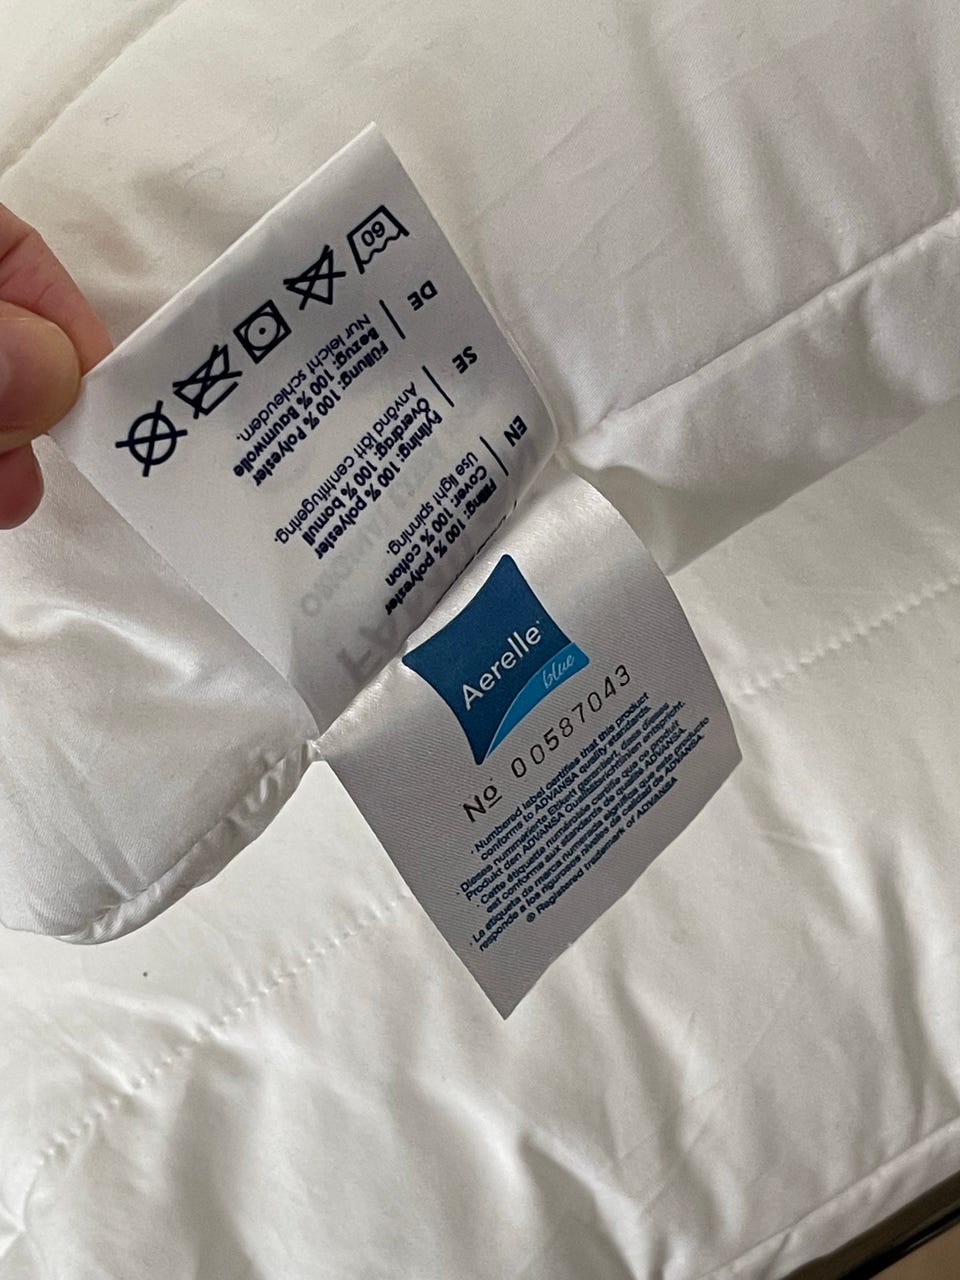 60
DE
Füllung: 100 % Polyester
Bezug: 100 % Baumwolle
Nur leicht schleudern.
SE
Fyllning: 100 % polyester
Överdrag: 100 % bomull
Använd lätt centrifugering.
EN
Filling: 100 % polyester
Cover: 100 % cotton
Use light spinning.
Aerelle®
blue
Nº 00587043
· Numbered label certifies that this product
conforms to ADVANSA quality standards.
Dieses nummerierte Etikett garantiert, dass dieses
Produkt den ADVANSA Qualitätsrichtlinien entspricht.
· Cette étiquette numérotée certifie que ce produit
est conforme aux standards de qualité ADVANSA.
· La etiqueta de marca numerada significa que este producto
responde a los rigurosos niveles de calidad de ADVANSA
® Registered trademark of ADVANSA